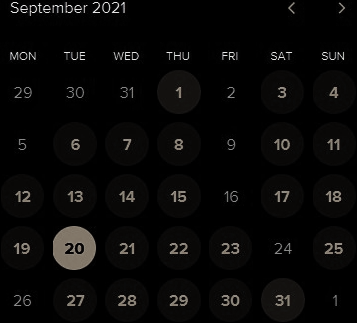 September 2021
MON TUE WED THU FRI SAT SUN
29 30 31 1 2 3 4
5 6 7 8 9 10 11
12 13 14 15 16 17 18
19 20 21 22 23 24 25
26 27 28 29 30 31 1